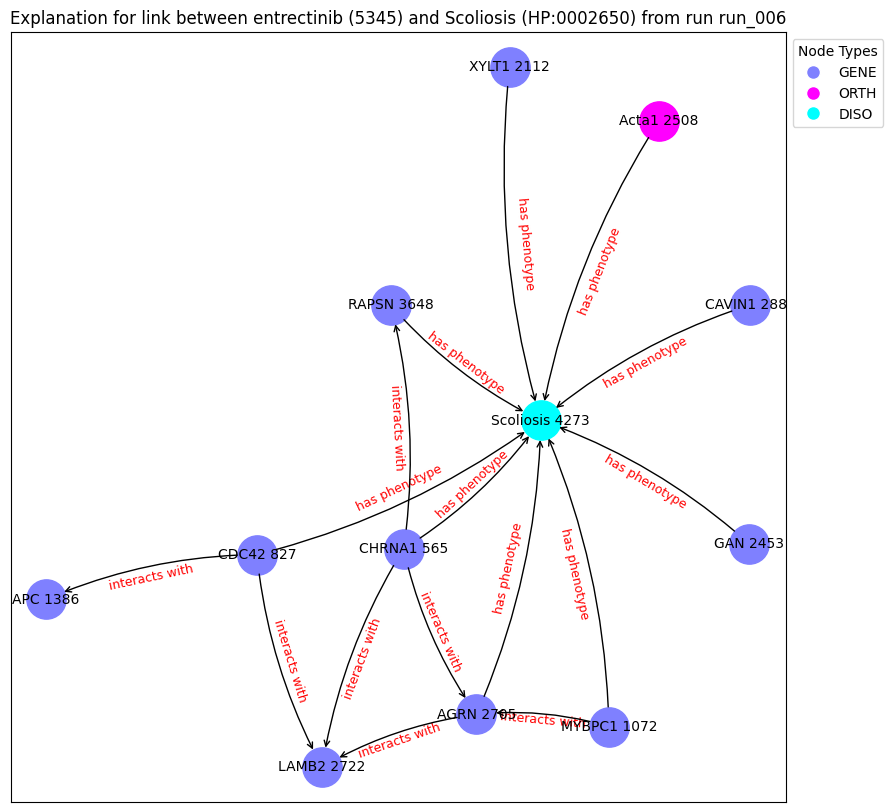 Explanation for link between entrectinib (5345) and Scoliosis (HP:0002650) from run run_006
Node Types
GENE
ORTH
DISO
XYLT1 2112
Acta1 2508
has phenotype
has phenotype
RAPSN 3648
CAVIN1 288
has phenotype
has phenotype
interacts with
Scoliosis 4273
has phenotype
has phenotype
has phenotype
CDC42 827
CHRNA1 565
GAN 2453
has phenotype
has phenotype
APC 1386
interacts with
interacts with
interacts with
interacts with
AGRN 2705
interacts with
MYBPC1 1072
interacts with
LAMB2 2722